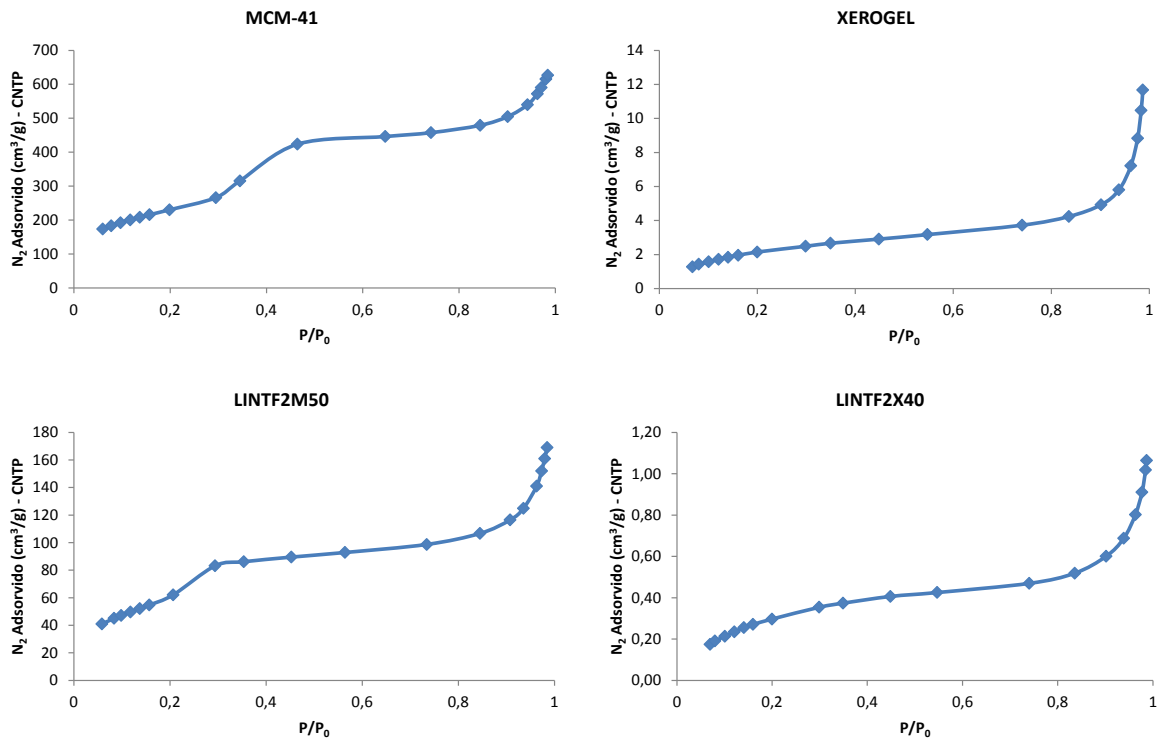 MCM-41
700
600
500
400
300
200
100
0
N₂ Adsorvido (cm³/g) - CNTP
0 0,2 0,4 0,6 0,8 1
P/P₀
XEROGEL
14
12
10
8
6
4
2
0
N₂ Adsorvido (cm³/g) - CNTP
0 0,2 0,4 0,6 0,8 1
P/P₀
LINTF2M50
180
160
140
120
100
80
60
40
20
0
N₂ Adsorvido (cm³/g) - CNTP
0 0,2 0,4 0,6 0,8 1
P/P₀
LINTF2X40
1,20
1,00
0,80
0,60
0,40
0,20
0,00
N₂ Adsorvido (cm³/g) - CNTP
0 0,2 0,4 0,6 0,8 1
P/P₀